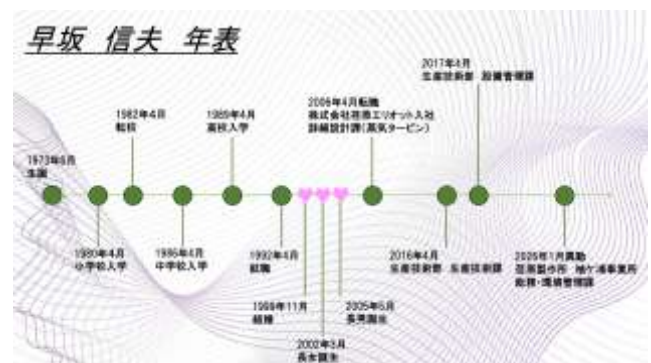 早坂 信夫 年表
1973年6月
生誕
1980年4月
小学校入学
1982年4月
転校
1986年4月
中学校入学
1989年4月
高校入学
1992年4月
就職
1999年11月
結婚
2002年3月
長女誕生
2005年5月
長男誕生
2006年4月転職
株式会社荏原エリオット入社
詳細設計課(蒸気タービン)
2016年4月
生産技術部 生産技術課
2017年4月
生産技術部 設備管理課
2026年1月異動
荏原製作所 袖ケ浦事業所
総務・環境管理課